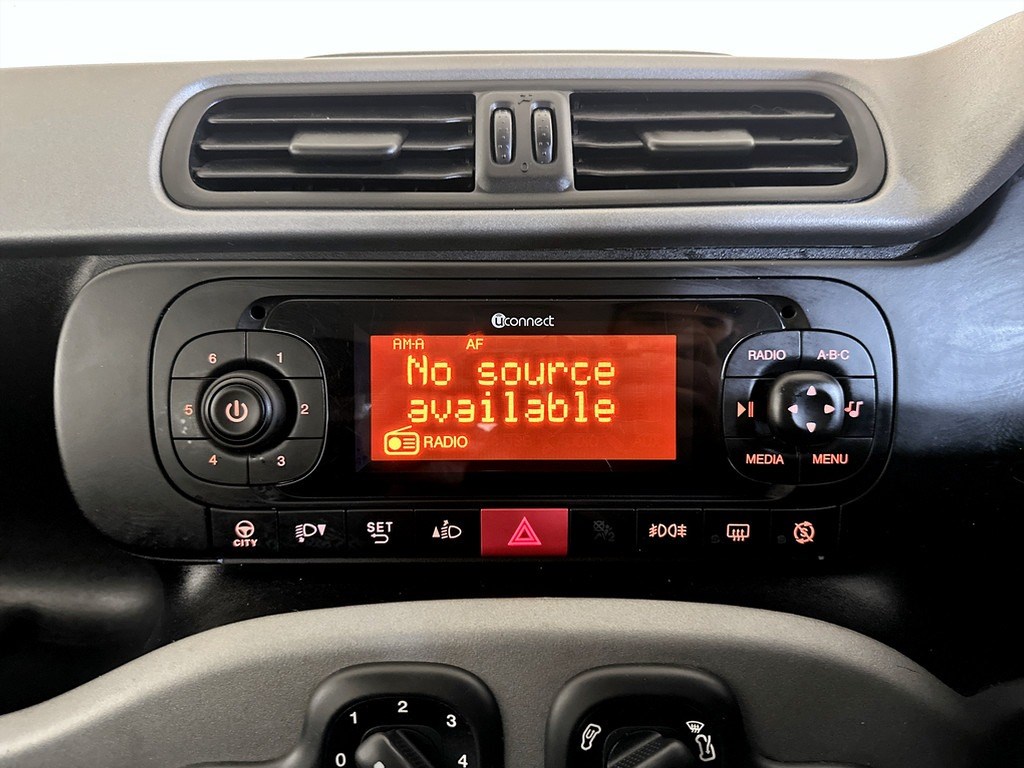 uconnect
AM-A AF
No source
available
RADIO
6 1
5 2
4 3
RADIO A·B·C
MEDIA MENU
CITY
SET
0 1 2 3 4
0